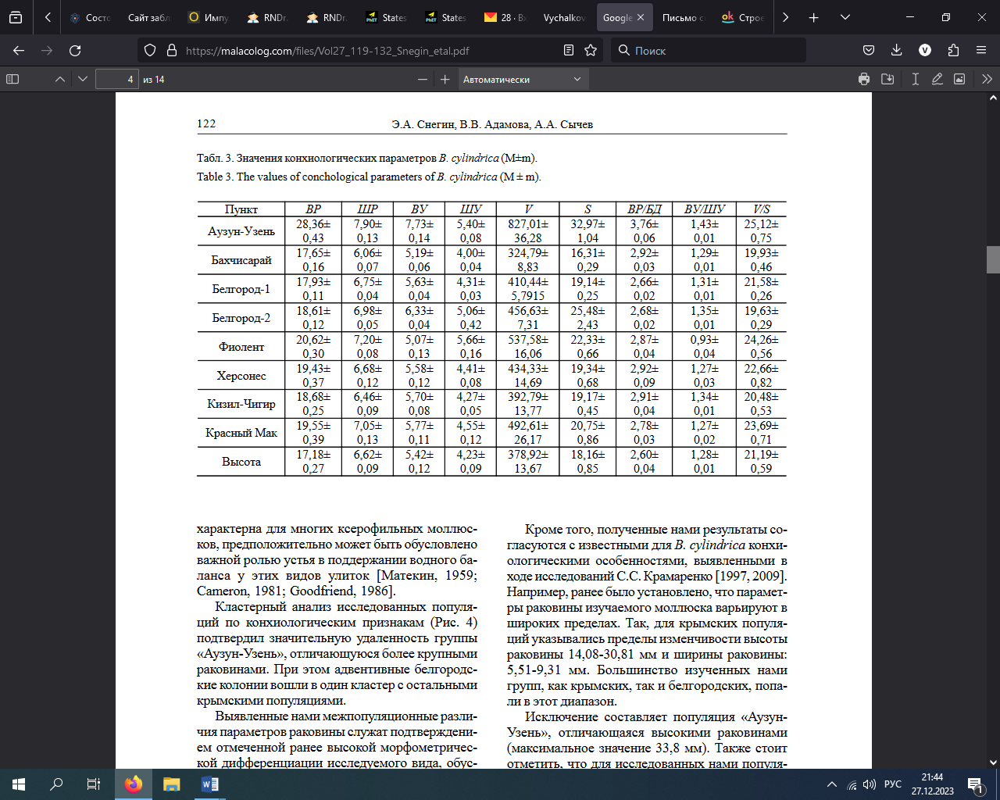 Состо
Сайт забл
Импу
RNDr.
RNDr.
States
States
28 · Вх
Vychalkov
Google
Письмо с
Строе
https://malacolog.com/files/Vol27_119-132_Snegin_etal.pdf
Поиск
4 из 14
Автоматически
122 Э.А. Снегин, В.В. Адамова, А.А. Сычев
Табл. 3. Значения конхиологических параметров B. cylindrica (M±m).
Table 3. The values of conchological parameters of B. cylindrica (M ± m).
Пункт ВР ШР ВУ ШУ V S ВР/БД ВУ/ШУ V/S
Аузун-Узень 28,36± 7,90± 7,73± 5,40± 827,01± 32,97± 3,76± 1,43± 25,12±
0,43 0,13 0,14 0,08 36,28 1,04 0,06 0,01 0,75
Бахчисарай 17,65± 6,06± 5,19± 4,00± 324,79± 16,31± 2,92± 1,29± 19,93±
0,16 0,07 0,06 0,04 8,83 0,29 0,03 0,01 0,46
Белгород-1 17,93± 6,75± 5,63± 4,31± 410,44± 19,14± 2,66± 1,31± 21,58±
0,11 0,04 0,04 0,03 5,7915 0,25 0,02 0,01 0,26
Белгород-2 18,61± 6,98± 6,33± 5,06± 456,63± 25,48± 2,68± 1,35± 19,63±
0,12 0,05 0,04 0,42 7,31 2,43 0,02 0,01 0,29
Фиолент 20,62± 7,20± 5,07± 5,66± 537,58± 22,33± 2,87± 0,93± 24,26±
0,30 0,08 0,13 0,16 16,06 0,66 0,04 0,04 0,56
Херсонес 19,43± 6,68± 5,58± 4,41± 434,33± 19,34± 2,92± 1,27± 22,66±
0,37 0,12 0,12 0,08 14,69 0,68 0,09 0,03 0,82
Кизил-Чигир 18,68± 6,46± 5,70± 4,27± 392,79± 19,17± 2,91± 1,34± 20,48±
0,25 0,09 0,08 0,05 13,77 0,45 0,04 0,01 0,53
Красный Мак 19,55± 7,05± 5,77± 4,55± 492,61± 20,75± 2,78± 1,27± 23,69±
0,39 0,13 0,11 0,12 26,17 0,86 0,03 0,02 0,71
Высота 17,18± 6,62± 5,42± 4,23± 378,92± 18,16± 2,60± 1,28± 21,19±
0,27 0,09 0,12 0,09 13,67 0,85 0,04 0,01 0,59
характерна для многих ксерофильных моллюс-
ков, предположительно может быть обусловлено
важной ролью устья в поддержании водного ба-
ланса у этих видов улиток [Матекин, 1959;
Cameron, 1981; Goodfriend, 1986].
Кластерный анализ исследованных популя-
ций по конхиологическим признакам (Рис. 4)
подтвердил значительную удаленность группы
«Аузун-Узень», отличающуюся более крупными
раковинами. При этом адвентивные белгородс-
кие колонии вошли в один кластер с остальными
крымскими популяциями.
Выявленные нами межпопуляционные разли-
чия параметров раковины служат подтверждени-
ем отмеченной ранее высокой морфометричес-
кой дифференциации исследуемого вида, обус-
Кроме того, полученные нами результаты со-
гласуются с известными для B. cylindrica конхи-
ологическими особенностями, выявленными в
ходе исследований С.С. Крамаренко [1997, 2009].
Например, ранее было установлено, что парамет-
ры раковины изучаемого моллюска варьируют в
широких пределах. Так, для крымских популя-
ций указывались пределы изменчивости высоты
раковины 14,08-30,81 мм и ширины раковины:
5,51-9,31 мм. Большинство изученных нами
групп, как крымских, так и белгородских, попа-
ли в этот диапазон.
Исключение составляет популяция «Аузун-
Узень», отличающаяся высокими раковинами
(максимальное значение 33,8 мм). Также стоит
отметить, что для исследованных нами популя-
РУС
21:44
27.12.2023
1